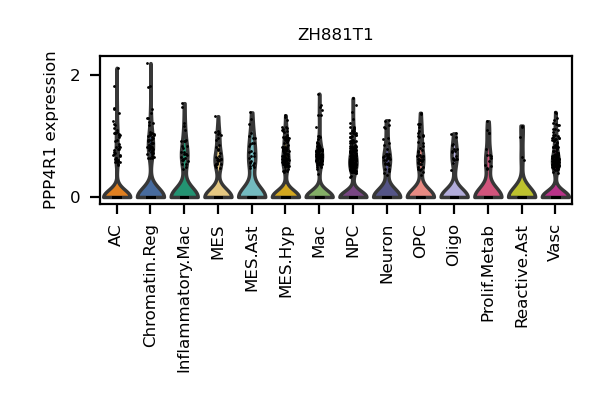 ZH881T1
PPP4R1 expression
2
0
AC
Chromatin.Reg
Inflammatory.Mac
MES
MES.Ast
MES.Hyp
Mac
NPC
Neuron
OPC
Oligo
Prolif.Metab
Reactive.Ast
Vasc